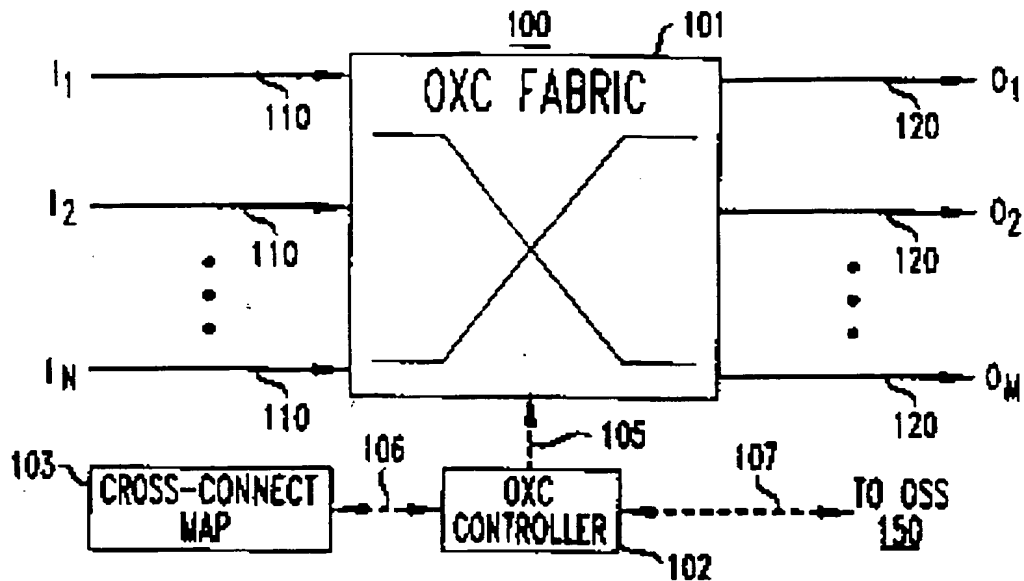 100
101
I1
110
OXC FABRIC
120
O1
I2
110
120
O2
IN
110
120
OM
105
103
CROSS-CONNECT
MAP
106
OXC
CONTROLLER
102
107
TO OSS
150